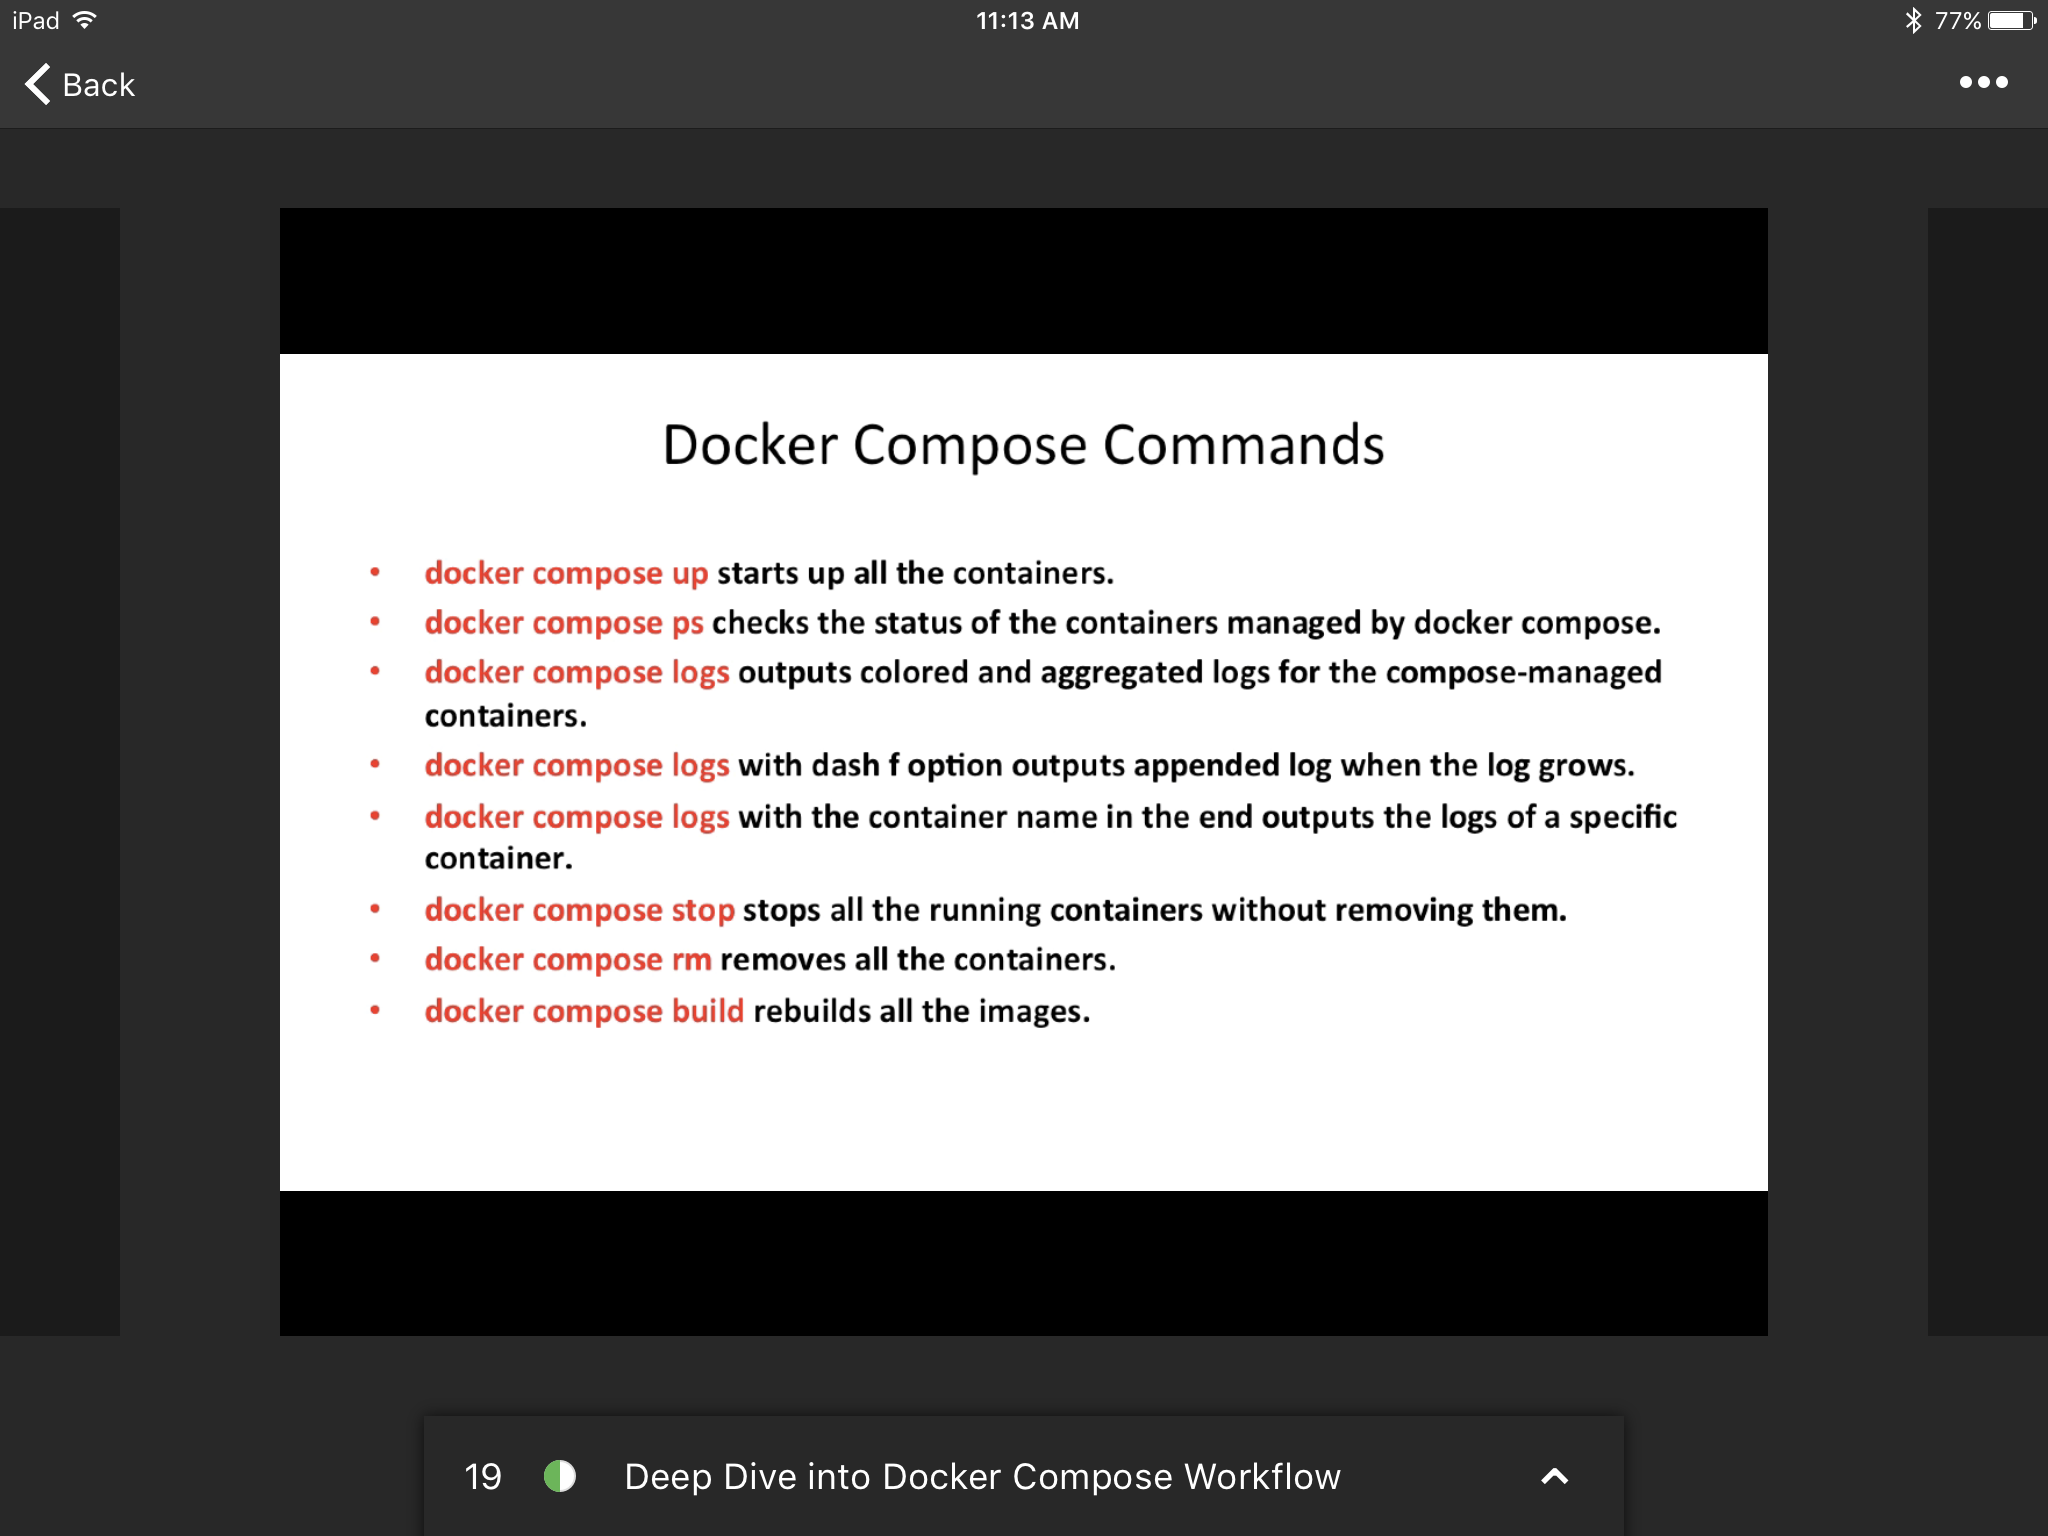 iPad 11:13 AM 77%
Back
Docker Compose Commands
• docker compose up starts up all the containers.
• docker compose ps checks the status of the containers managed by docker compose.
• docker compose logs outputs colored and aggregated logs for the compose-managed
containers.
• docker compose logs with dash f option outputs appended log when the log grows.
• docker compose logs with the container name in the end outputs the logs of a specific
container.
• docker compose stop stops all the running containers without removing them.
• docker compose rm removes all the containers.
• docker compose build rebuilds all the images.
19 Deep Dive into Docker Compose Workflow